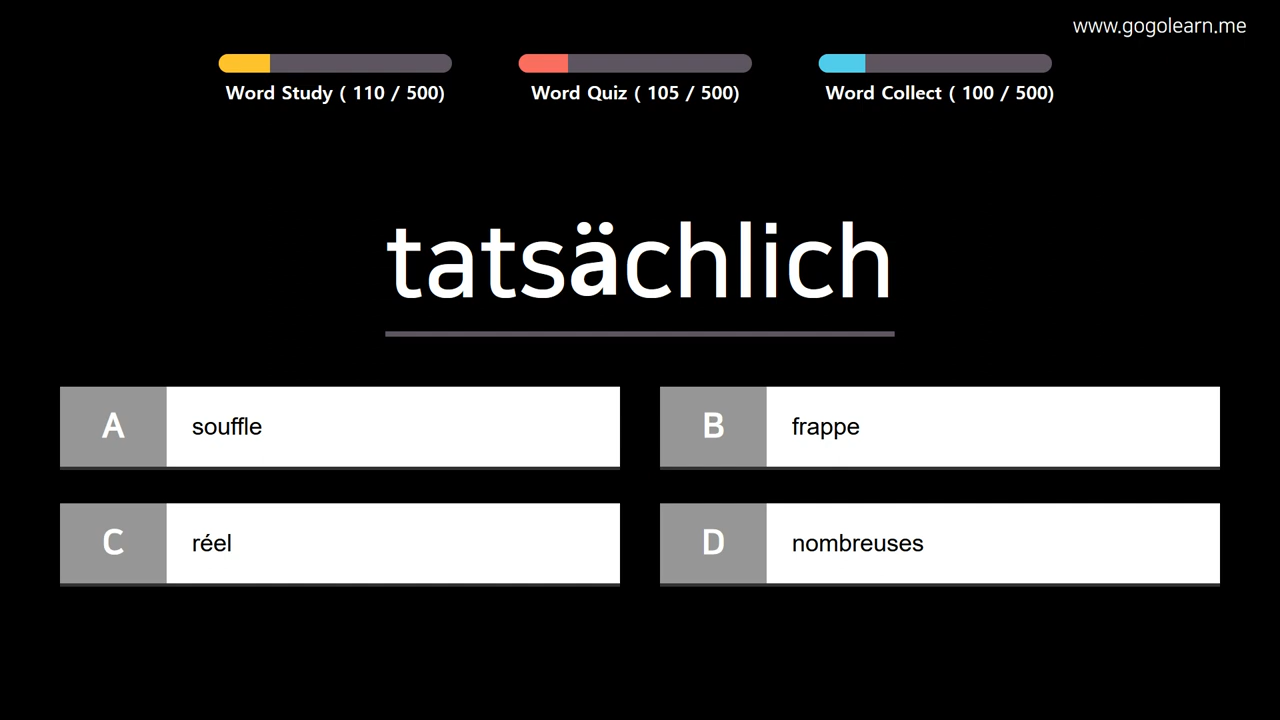 www.gogolearn.me
Word Study ( 110 / 500)
Word Quiz ( 105 / 500)
Word Collect ( 100 / 500)
tatsächlich
A souffle
B frappe
C réel
D nombreuses